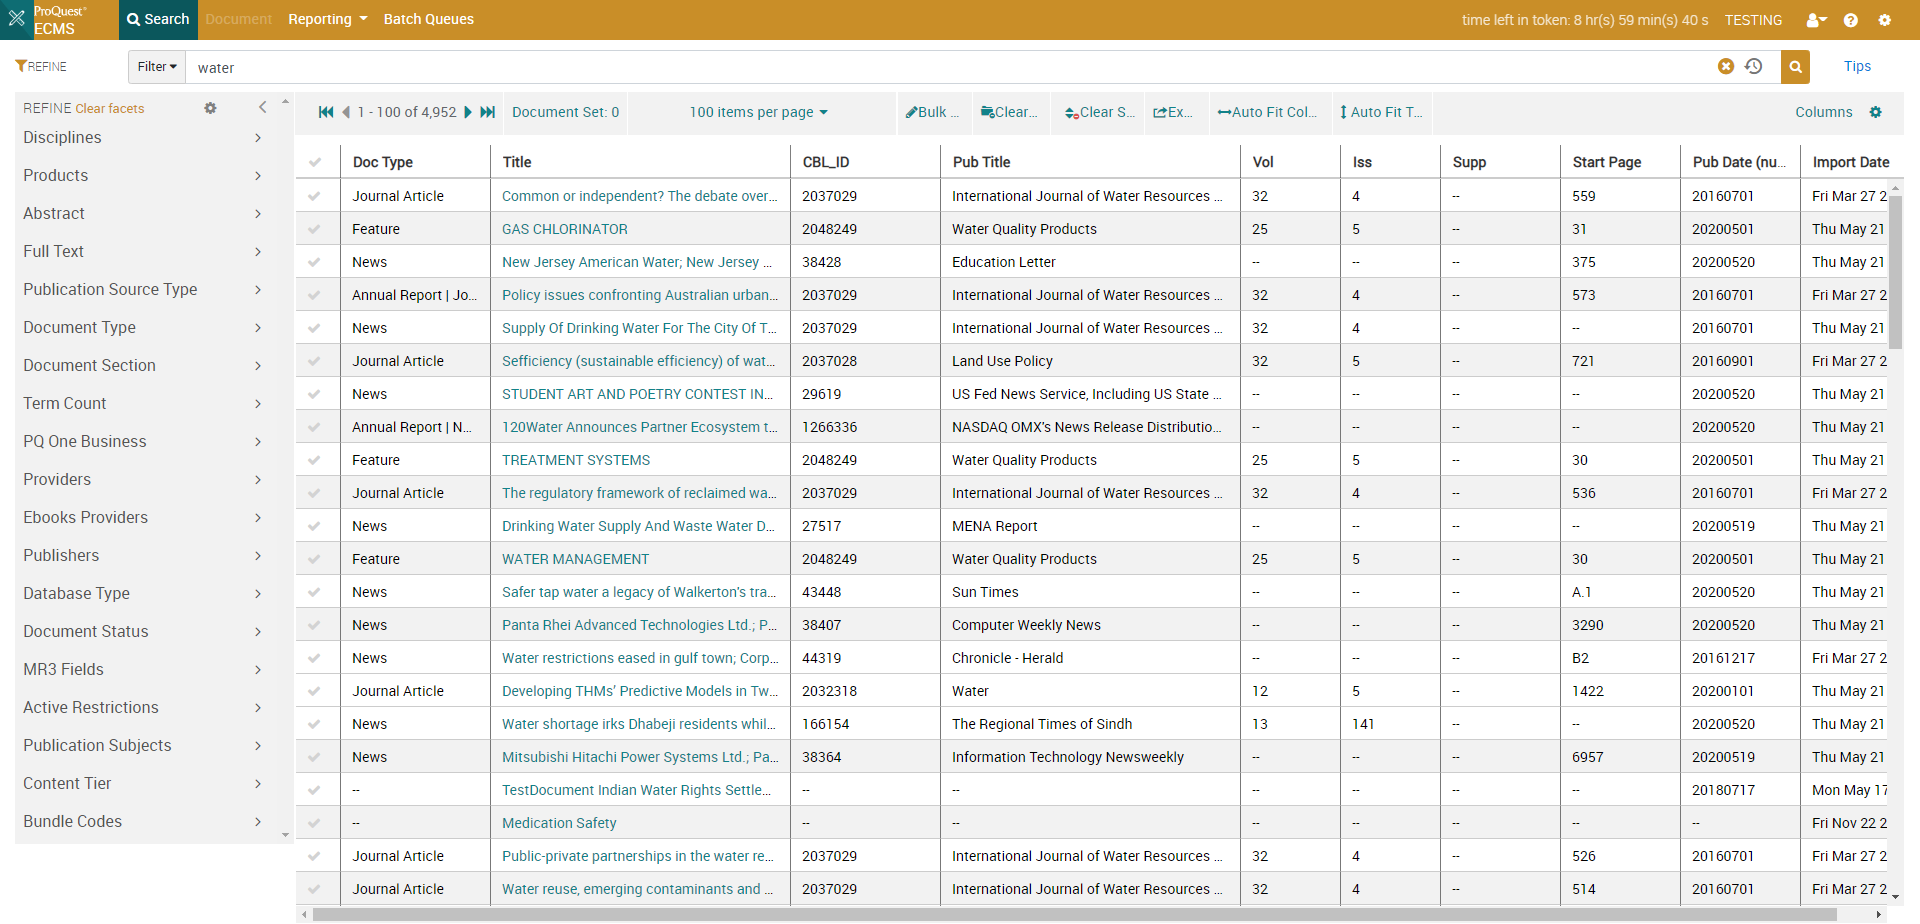 ProQuest® ECMS Search Document Reporting Batch Queues time left in token: 8 hr(s) 59 min(s) 40 s TESTING
REFINE Filter water Tips
REFINE Clear facets
Disciplines
Products
Abstract
Full Text
Publication Source Type
Document Type
Document Section
Term Count
PQ One Business
Providers
Ebooks Providers
Publishers
Database Type
Document Status
MR3 Fields
Active Restrictions
Publication Subjects
Content Tier
Bundle Codes
1 - 100 of 4,952 Document Set: 0 100 items per page Bulk ... Clear... Clear S... Ex... Auto Fit Col... Auto Fit T... Columns
Doc Type Title CBL_ID Pub Title Vol Iss Supp Start Page Pub Date (nu... Import Date
Journal Article Common or independent? The debate over... 2037029 International Journal of Water Resources ... 32 4 -- 559 20160701 Fri Mar 27 2
Feature GAS CHLORINATOR 2048249 Water Quality Products 25 5 -- 31 20200501 Thu May 21
News New Jersey American Water; New Jersey ... 38428 Education Letter -- -- -- 375 20200520 Thu May 21
Annual Report | Jo... Policy issues confronting Australian urban... 2037029 International Journal of Water Resources ... 32 4 -- 573 20160701 Fri Mar 27 2
News Supply Of Drinking Water For The City Of T... 2037029 International Journal of Water Resources ... 32 4 -- -- 20160701 Thu May 21
Journal Article Sefficiency (sustainable efficiency) of wat... 2037028 Land Use Policy 32 5 -- 721 20160901 Fri Mar 27 2
News STUDENT ART AND POETRY CONTEST IN... 29619 US Fed News Service, Including US State ... -- -- -- -- 20200520 Thu May 21
Annual Report | N... 120Water Announces Partner Ecosystem t... 1266336 NASDAQ OMX's News Release Distributio... -- -- -- -- 20200520 Thu May 21
Feature TREATMENT SYSTEMS 2048249 Water Quality Products 25 5 -- 30 20200501 Thu May 21
Journal Article The regulatory framework of reclaimed wa... 2037029 International Journal of Water Resources ... 32 4 -- 536 20160701 Fri Mar 27 2
News Drinking Water Supply And Waste Water D... 27517 MENA Report -- -- -- -- 20200519 Thu May 21
Feature WATER MANAGEMENT 2048249 Water Quality Products 25 5 -- 30 20200501 Thu May 21
News Safer tap water a legacy of Walkerton's tra... 43448 Sun Times -- -- -- A.1 20200520 Thu May 21
News Panta Rhei Advanced Technologies Ltd.; P... 38407 Computer Weekly News -- -- -- 3290 20200520 Thu May 21
News Water restrictions eased in gulf town; Corp... 44319 Chronicle - Herald -- -- -- B2 20161217 Fri Mar 27 2
Journal Article Developing THMs' Predictive Models in Tw... 2032318 Water 12 5 -- 1422 20200101 Thu May 21
News Water shortage irks Dhabeji residents whil... 166154 The Regional Times of Sindh 13 141 -- -- 20200520 Thu May 21
News Mitsubishi Hitachi Power Systems Ltd.; Pa... 38364 Information Technology Newsweekly -- -- -- 6957 20200519 Thu May 21
-- TestDocument Indian Water Rights Settle... -- -- -- -- -- -- 20180717 Mon May 17
-- Medication Safety -- -- -- -- -- -- -- Fri Nov 22 2
Journal Article Public-private partnerships in the water re... 2037029 International Journal of Water Resources ... 32 4 -- 526 20160701 Fri Mar 27 2
Journal Article Water reuse, emerging contaminants and ... 2037029 International Journal of Water Resources ... 32 4 -- 514 20160701 Fri Mar 27 2